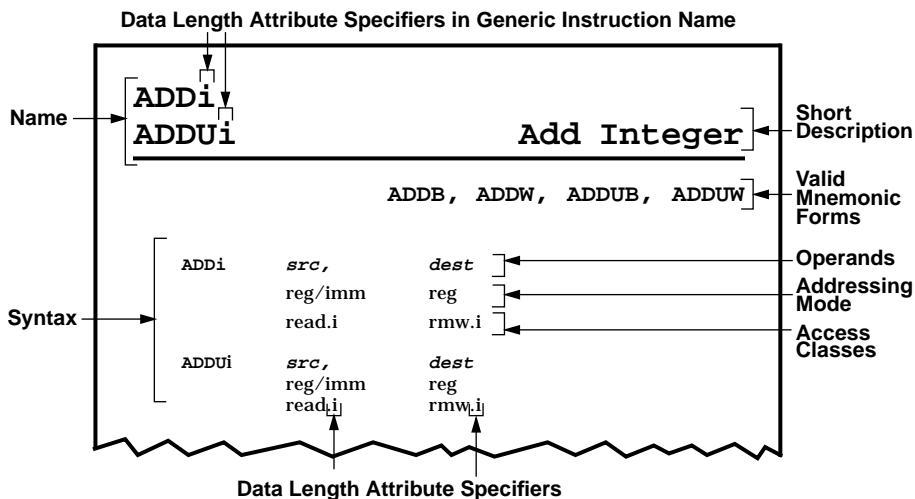 Data Length Attribute Specifiers in Generic Instruction Name
Name
ADDi
ADDUi
Add Integer
Short
Description
ADDB, ADDW, ADDUB, ADDUW
Valid
Mnemonic
Forms
Syntax
ADDi src, dest
Operands
reg/imm reg
Addressing
Mode
read.i rmw.i
Access
Classes
ADDUi src, dest
reg/imm reg
read.i rmw.i
Data Length Attribute Specifiers